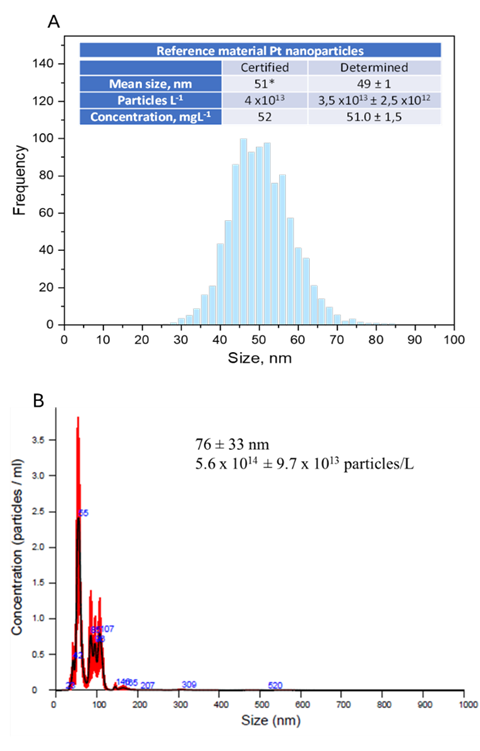 A
Reference material Pt nanoparticles
Certified Determined
Mean size, nm 51* 49 ± 1
Particles L⁻¹ 4 x10¹³ 3,5 x10¹³ ± 2,5 x10¹²
Concentration, mgL⁻¹ 52 51.0 ± 1,5
Frequency
140
120
100
80
60
40
20
0
0 10 20 30 40 50 60 70 80 90 100
Size, nm
B
76 ± 33 nm
5.6 x 10¹⁴ ± 9.7 x 10¹³ particles/L
Concentration (particles / ml)
3.5
3.0
2.5
2.0
1.5
1.0
0.5
0
55
107
207
309
520
0 100 200 300 400 500 600 700 800 900 1000
Size (nm)